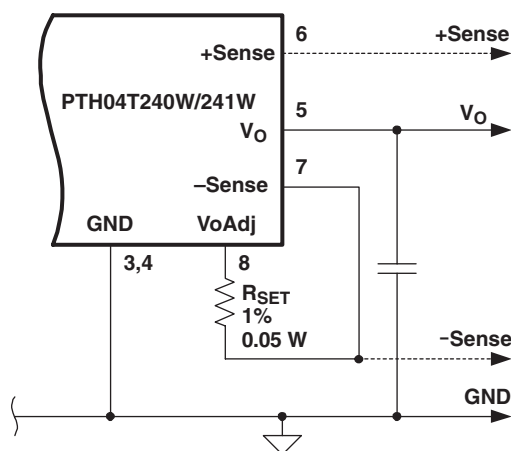 6
+Sense
+Sense
PTH04T240W/241W
5
VO
VO
7
–Sense
GND
VoAdj
3,4
8
RSET
1%
0.05 W
–Sense
GND